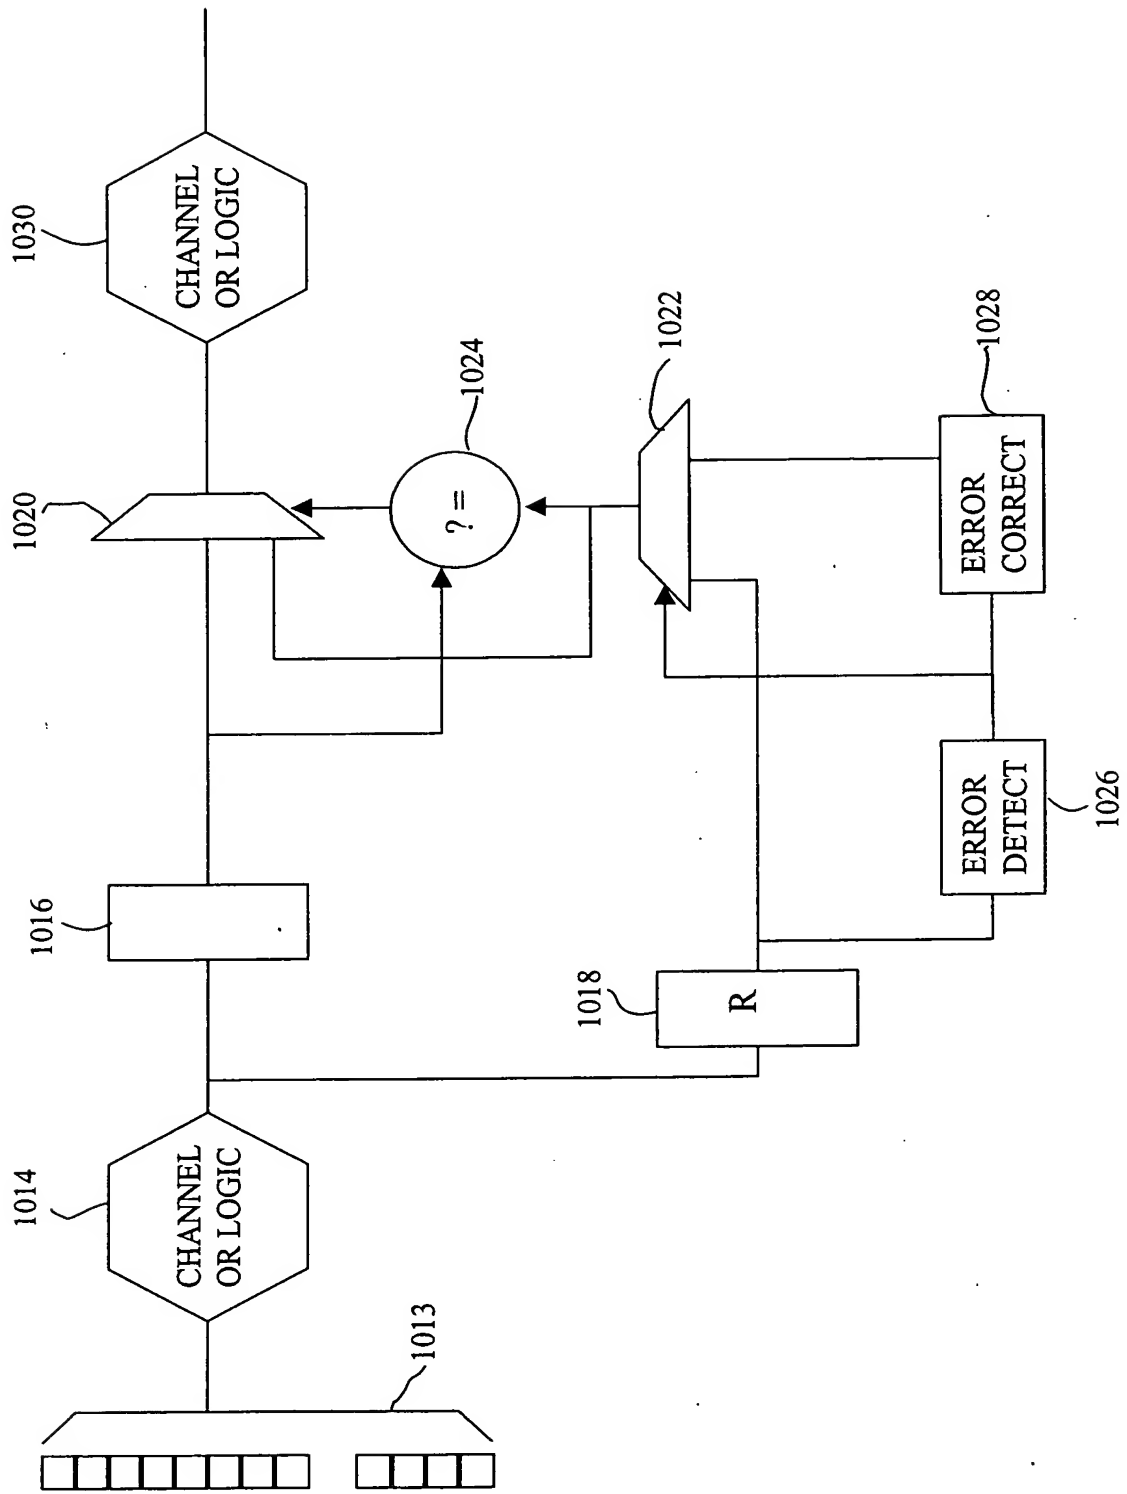 1030
CHANNEL
OR LOGIC
1020
1024
? =
1022
1028
ERROR
CORRECT
1016
1018
R
ERROR
DETECT
1026
1014
CHANNEL
OR LOGIC
1013